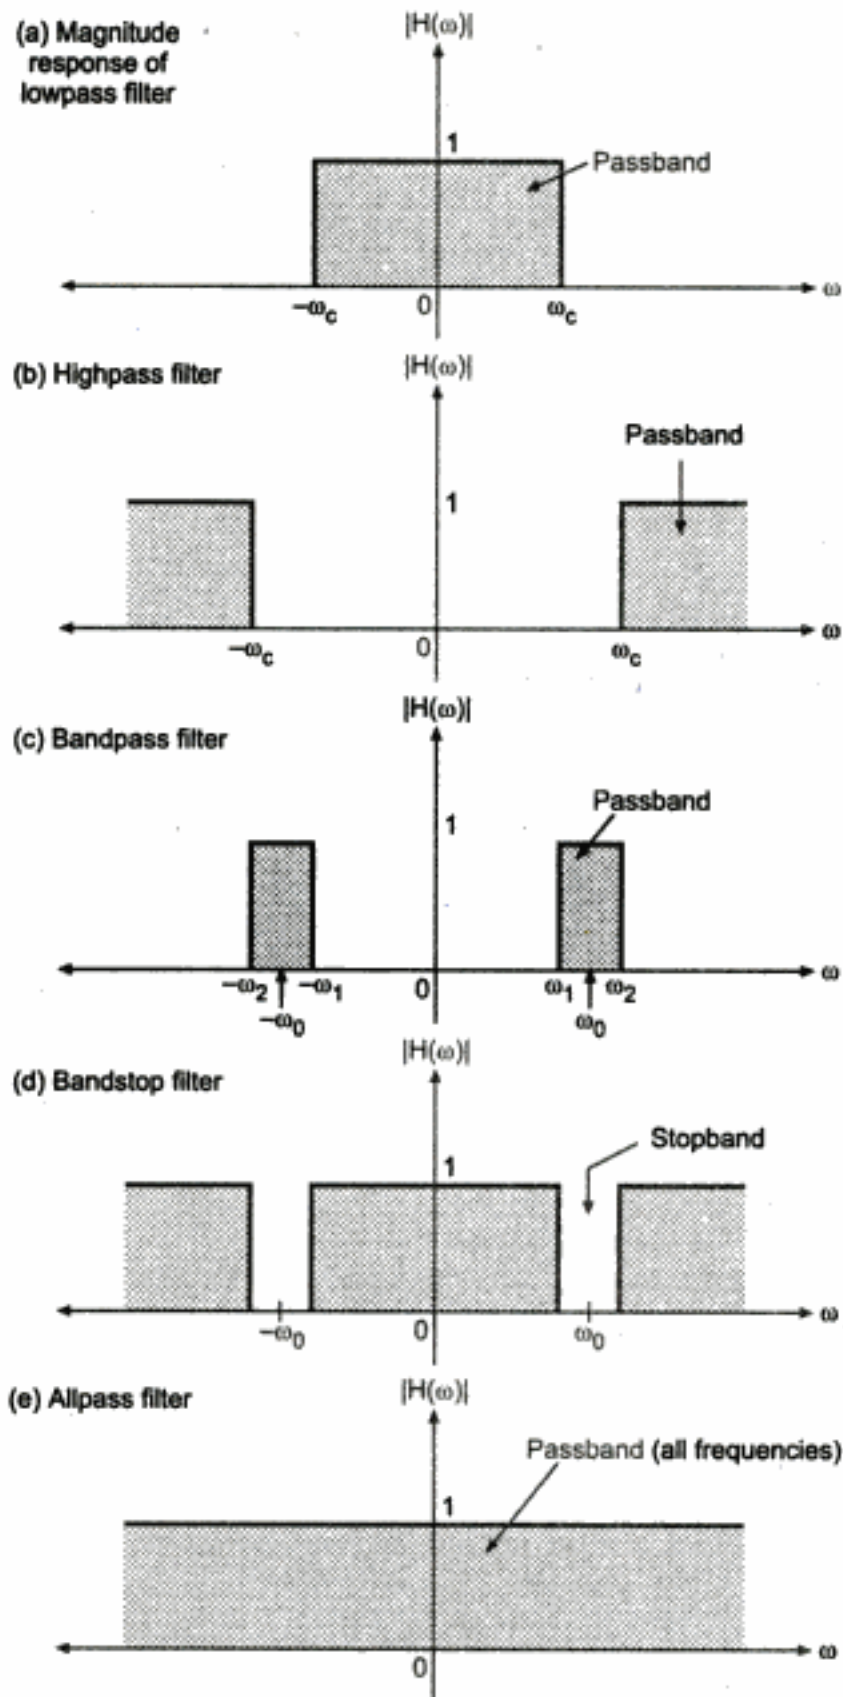 (a) Magnitude
response of
lowpass filter
|H(ω)|
1
Passband
−ωc
0
ωc
ω
(b) Highpass filter
|H(ω)|
Passband
1
−ωc
0
ωc
ω
(c) Bandpass filter
|H(ω)|
Passband
1
−ω2
−ω1
0
ω1
ω2
ω
−ω0
ω0
(d) Bandstop filter
|H(ω)|
Stopband
1
−ω0
0
ω0
ω
(e) Allpass filter
|H(ω)|
Passband (all frequencies)
1
0
ω